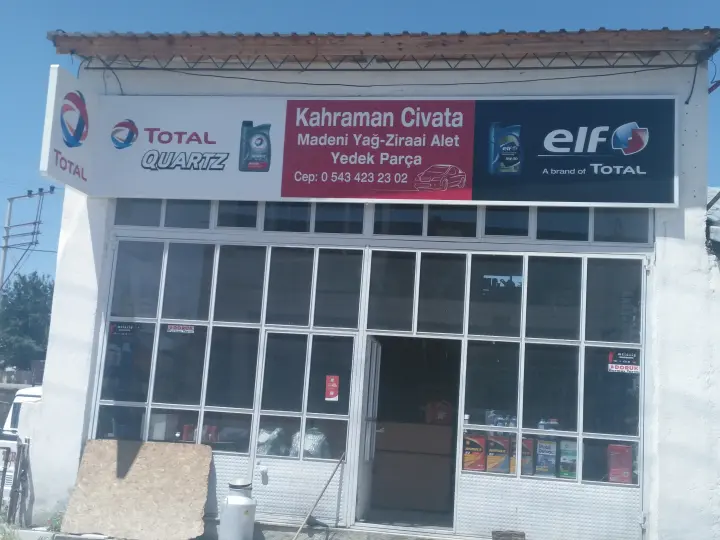 TOTAL
TOTAL
QUARTZ
Kahraman Civata
Madeni Yağ-Ziraai Alet
Yedek Parça
Cep: 0 543 423 23 02
elf
A brand of TOTAL